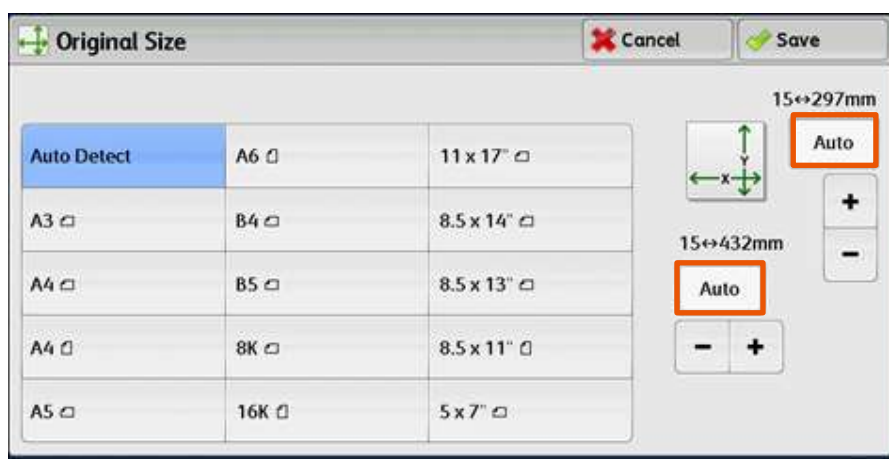 Original Size Cancel Save
15↔297mm
Auto Detect A6 11 x 17" Auto
Y
X
+
A3 B4 8.5 x 14"
15↔432mm
−
A4 B5 8.5 x 13" Auto
A4 8K 8.5 x 11" − +
A5 16K 5 x 7"